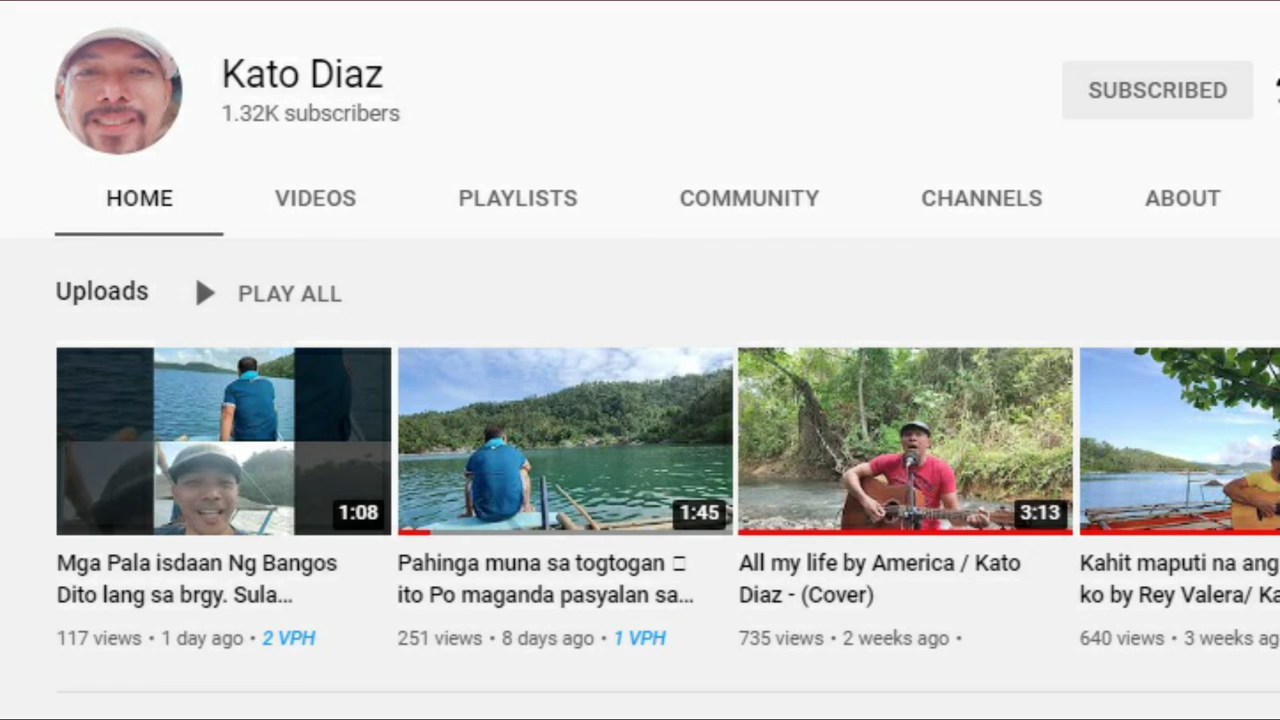 Kato Diaz
1.32K subscribers
SUBSCRIBED
HOME VIDEOS PLAYLISTS COMMUNITY CHANNELS ABOUT
Uploads PLAY ALL
1:08 1:45 3:13
Mga Pala isdaan Ng Bangos
Dito lang sa brgy. Sula...
117 views • 1 day ago • 2 VPH
Pahinga muna sa togtogan □
ito Po maganda pasyalan sa...
251 views • 8 days ago • 1 VPH
All my life by America / Kato
Diaz - (Cover)
735 views • 2 weeks ago •
Kahit maputi na ang
ko by Rey Valera/ Ka
640 views • 3 weeks ag